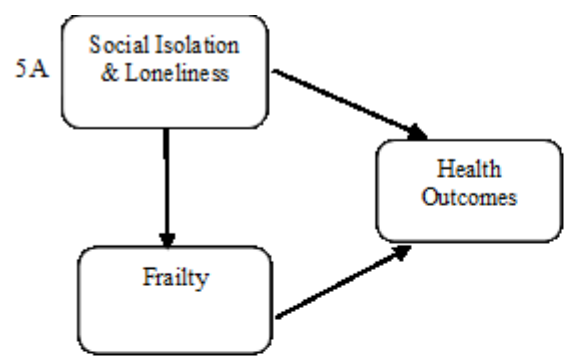 5A
Social Isolation
& Loneliness
Health
Outcomes
Frailty